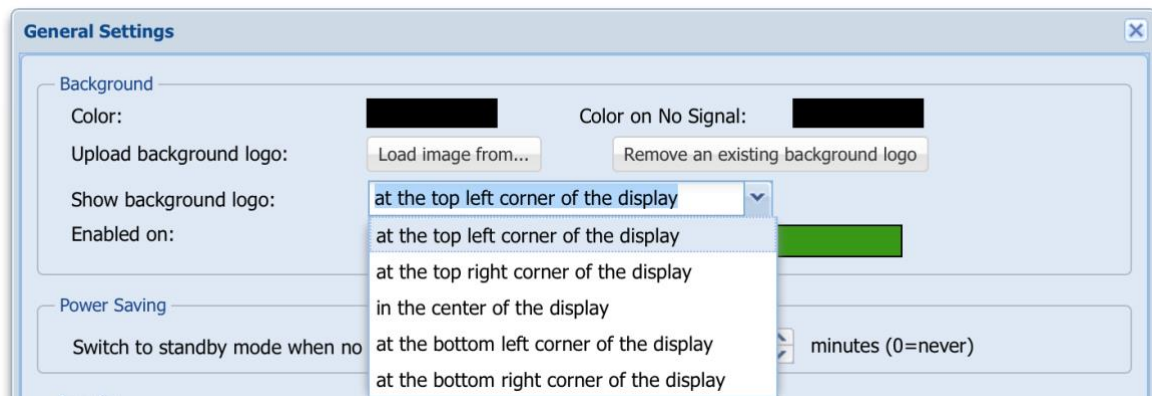 General Settings
Background
Color:
Color on No Signal:
Upload background logo:
Load image from...
Remove an existing background logo
Show background logo:
at the top left corner of the display
Enabled on:
at the top left corner of the display
at the top right corner of the display
in the center of the display
at the bottom left corner of the display
at the bottom right corner of the display
Power Saving
Switch to standby mode when no
minutes (0=never)